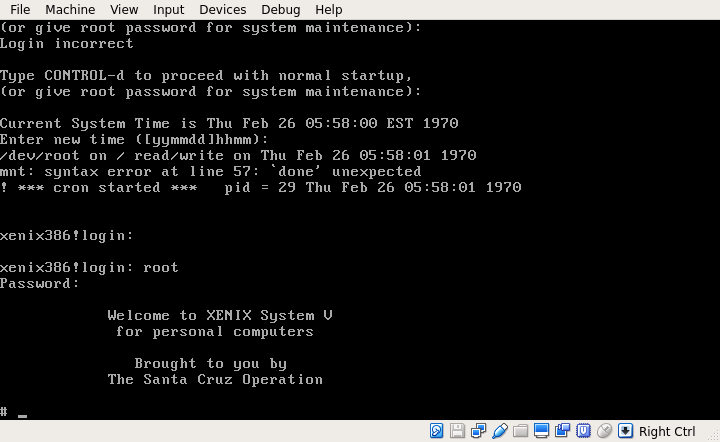 File Machine View Input Devices Debug Help
(or give root password for system maintenance):
Login incorrect
Type CONTROL-d to proceed with normal startup,
(or give root password for system maintenance):
Current System Time is Thu Feb 26 05:58:00 EST 1970
Enter new time ([yymmdd]hhmm):
/dev/root on / read/write on Thu Feb 26 05:58:01 1970
mnt: syntax error at line 57: `done' unexpected
! *** cron started ***   pid = 29 Thu Feb 26 05:58:01 1970
xenix386!login:
xenix386!login: root
Password:
Welcome to XENIX System V
for personal computers
Brought to you by
The Santa Cruz Operation
# _
Right Ctrl